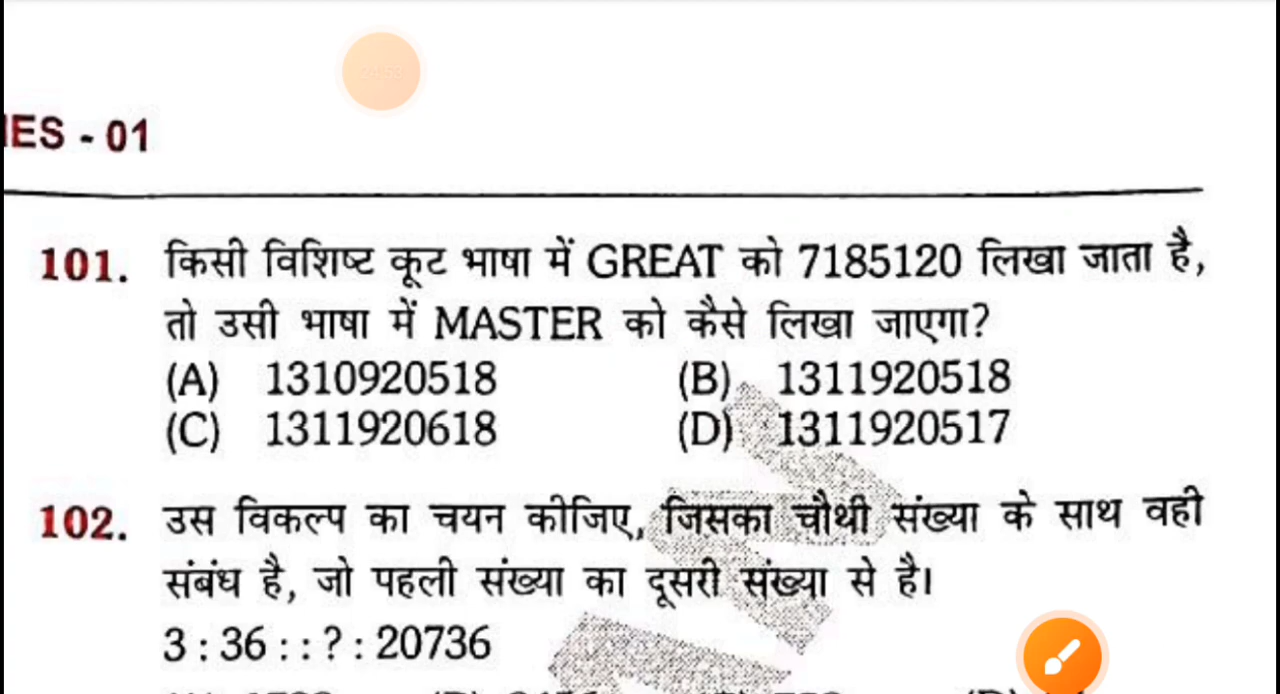 IES - 01
101. किसी विशिष्ट कूट भाषा में GREAT को 7185120 लिखा जाता है,
तो उसी भाषा में MASTER को कैसे लिखा जाएगा?
(A) 1310920518 (B) 1311920518
(C) 1311920618 (D) 1311920517
102. उस विकल्प का चयन कीजिए, जिसका चौथी संख्या के साथ वही
संबंध है, जो पहली संख्या का दूसरी संख्या से है।
3 : 36 : : ? : 20736